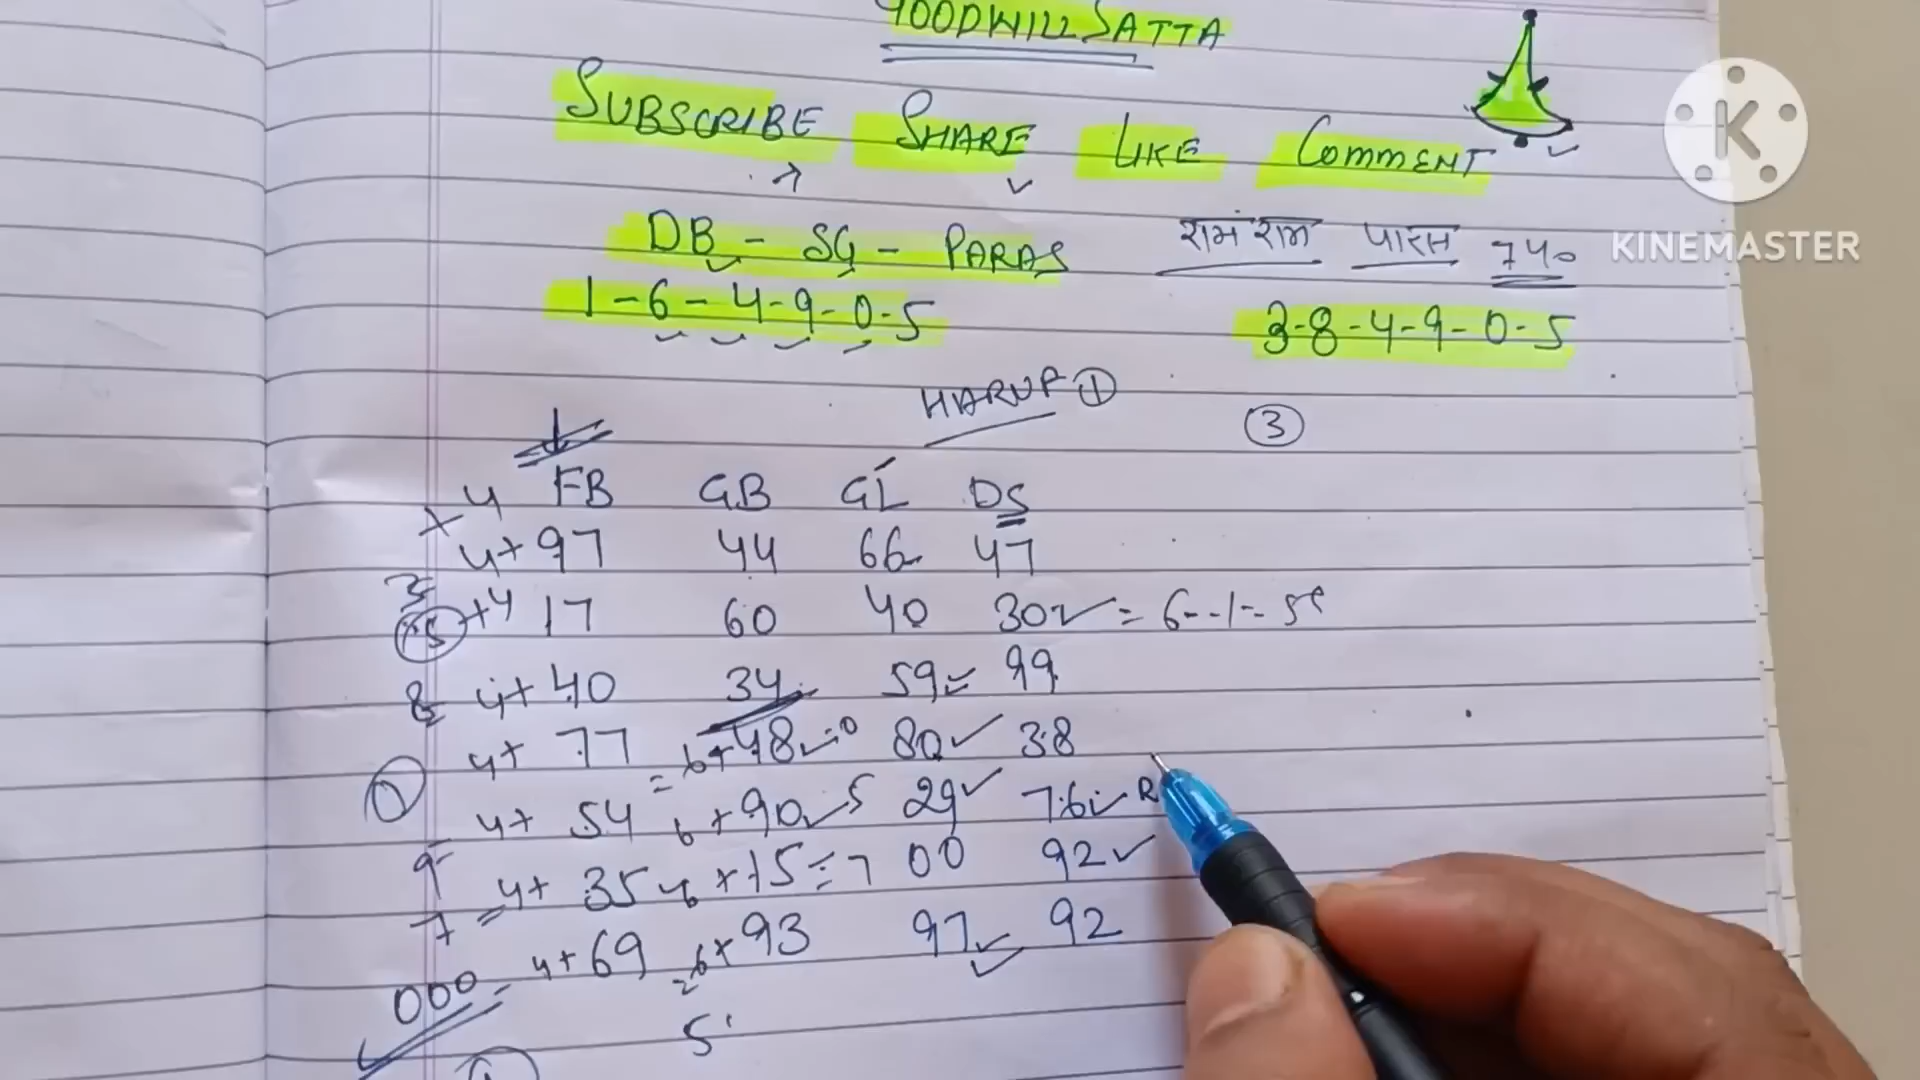 GOODWILL SATTA
SUBSCRIBE SHARE LIKE COMMENT
KINEMASTER
DB - SG - PARAS राम राम पारस 740
1-6-4-9-0-5 3-8-4-9-0-5
HARUF ① ③
FB GB GL DS
4+ 97 44 66 47
+4 17 60 40 30 = 6--1-
4+ 40 34 59 99
4+ 77 = 6+48 = 0 80 38
4+ 54 6+90 5 29 76 R
4+ 35 6+15 = 7 00 92
000 = 4+69 6+93 97 92
5